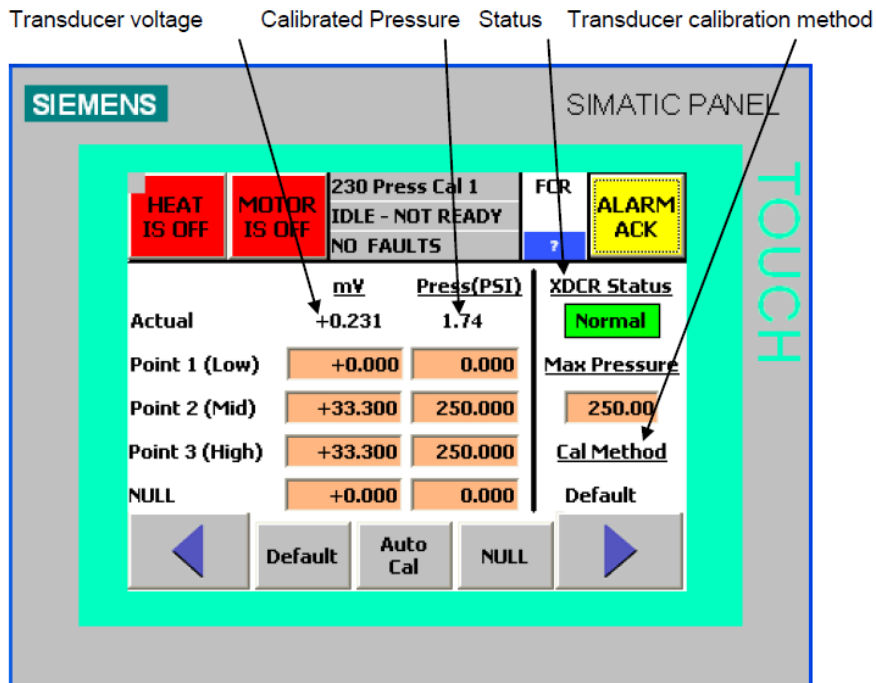 Transducer voltage Calibrated Pressure Status Transducer calibration method
SIEMENS SIMATIC PANEL
TOUCH
HEAT IS OFF
MOTOR IS OFF
230 Press Cal 1
IDLE - NOT READY
NO FAULTS
FCR
?
ALARM ACK
mV Press(PSI) XDCR Status
Actual +0.231 1.74 Normal
Point 1 (Low) +0.000 0.000 Max Pressure
Point 2 (Mid) +33.300 250.000 250.00
Point 3 (High) +33.300 250.000 Cal Method
NULL +0.000 0.000 Default
Default Auto Cal NULL